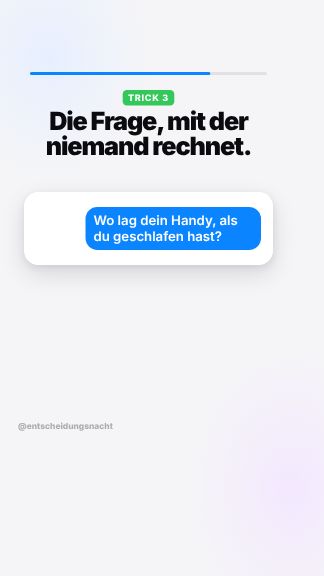 TRICK 3
Die Frage, mit der
niemand rechnet.
Wo lag dein Handy, als
du geschlafen hast?
@entscheidungsnacht